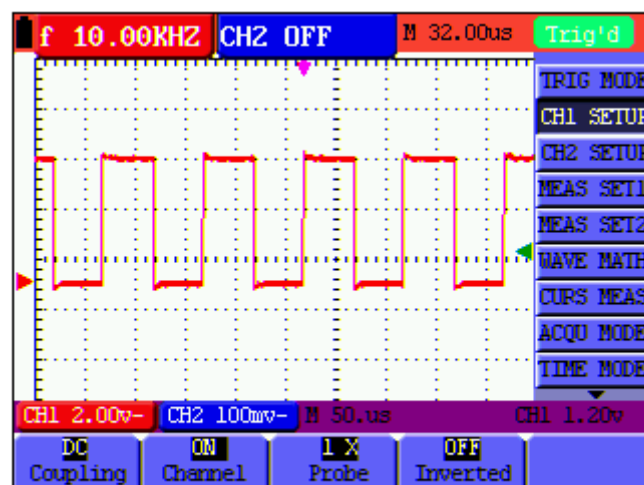 f 10.00KHZ CH2 OFF M 32.00us Trig'd
TRIG MODE
CH1 SETUP
CH2 SETUP
MEAS SET1
MEAS SET2
WAVE MATH
CURS MEAS
ACQU MODE
TIME MODE
CH1 2.00v- CH2 100mv- M 50.us CH1 1.20v
DC ON 1 X OFF
Coupling Channel Probe Inverted